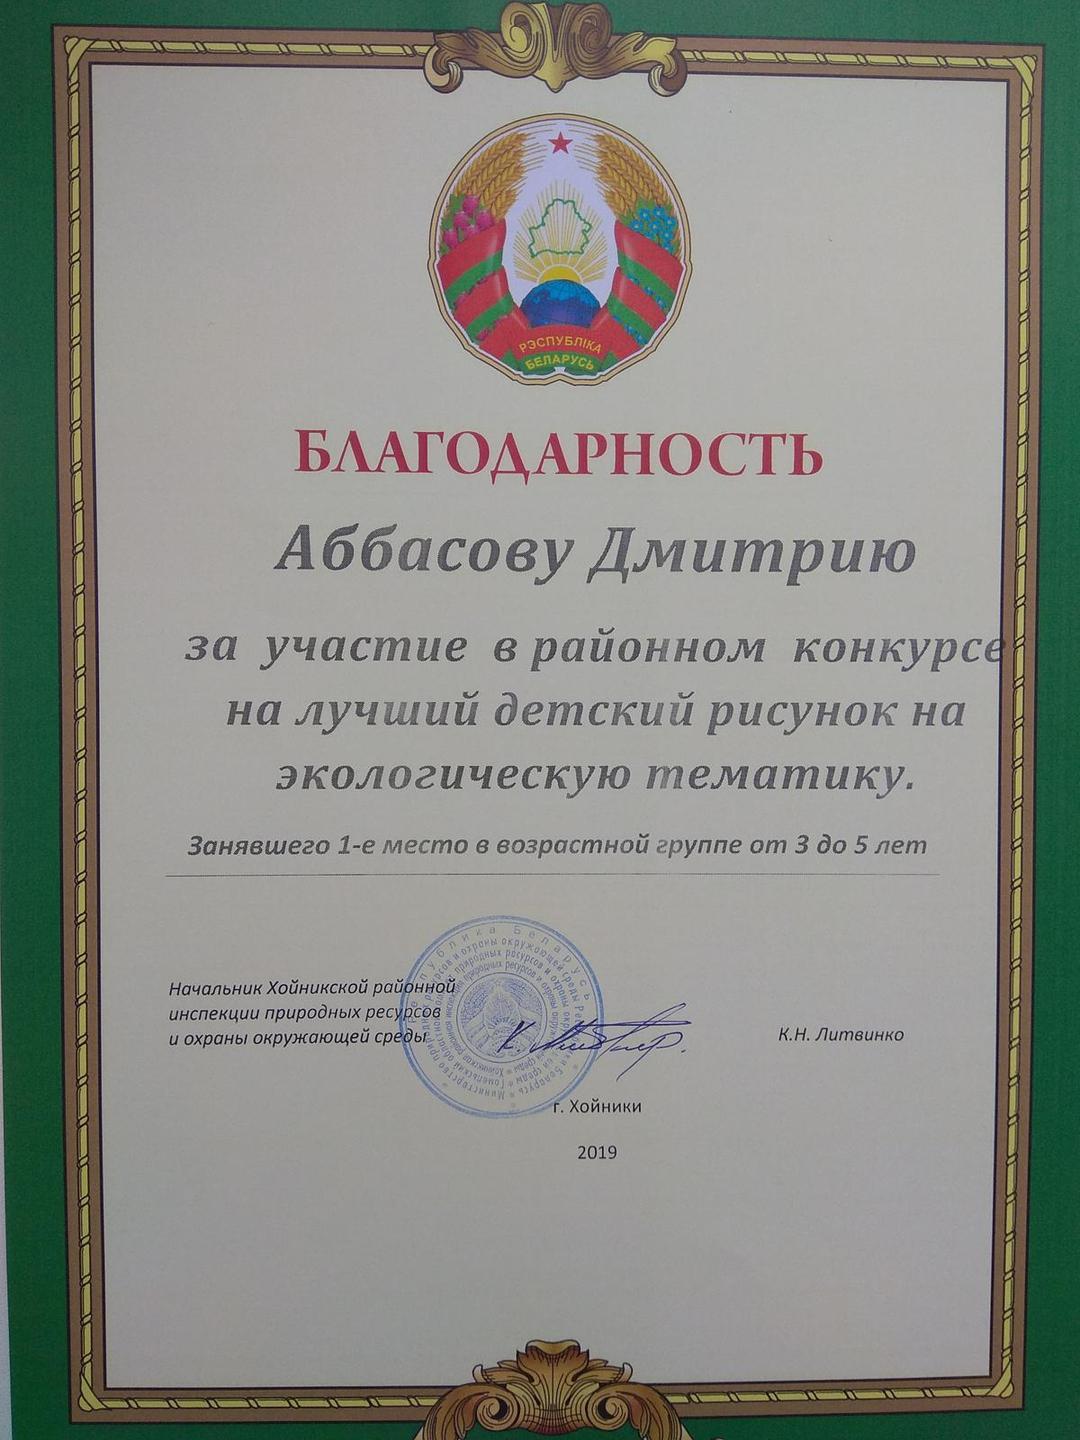 РЭСПУБЛІКА
БЕЛАРУСЬ
БЛАГОДАРНОСТЬ
Аббасову Дмитрию
за участие в районном конкурсе
на лучший детский рисунок на
экологическую тематику.
Занявшего 1-е место в возрастной группе от 3 до 5 лет
Начальник Хойникской районной
инспекции природных ресурсов
и охраны окружающей среды
К.Н. Литвинко
г. Хойники
2019